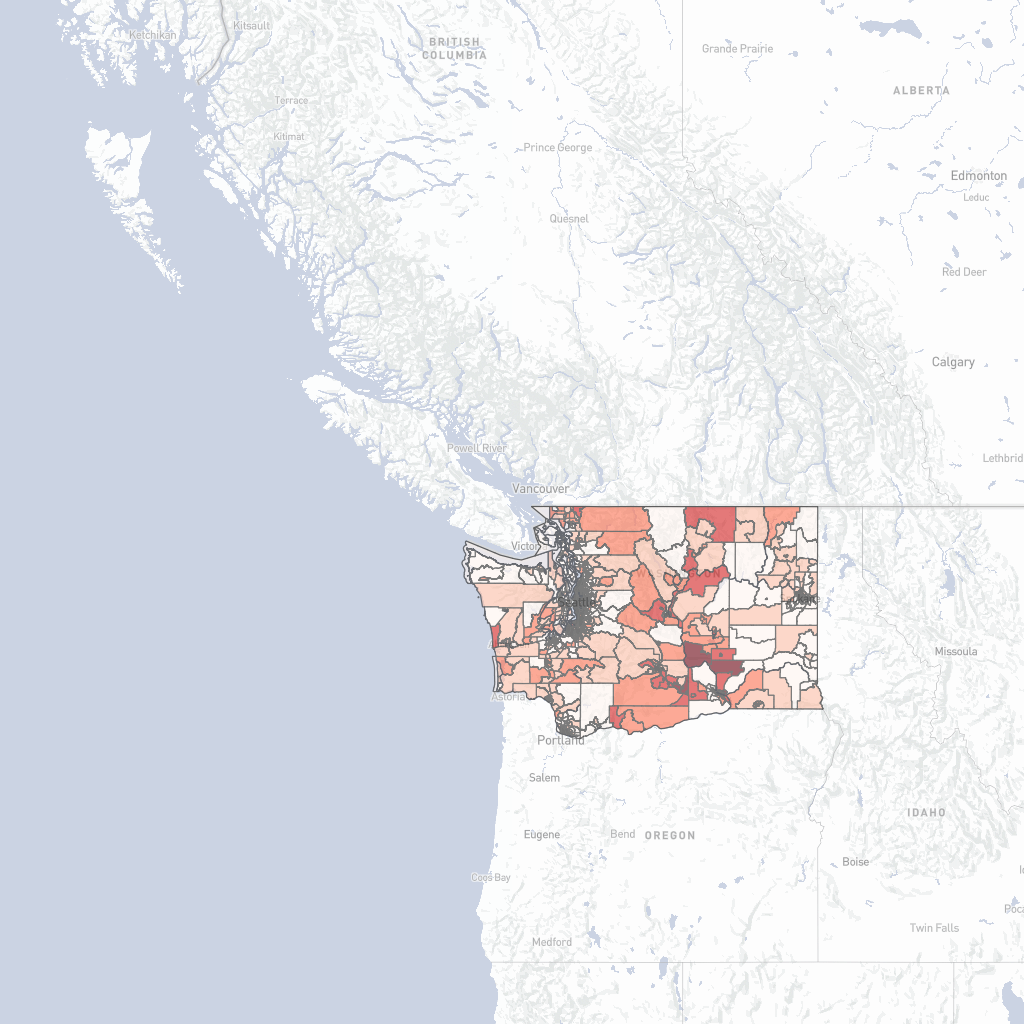 Kitsault
Ketchikan
BRITISH
COLUMBIA
Grande Prairie
ALBERTA
Terrace
Kitimat
Prince George
Edmonton
Leduc
Quesnel
Red Deer
Calgary
Powell River
Lethbrid
Vancouver
Victor
Seattle
Missoula
Astoria
Portland
Salem
IDAHO
Eugene
Bend
OREGON
Boise
Coos Bay
Poca
Twin Falls
Medford